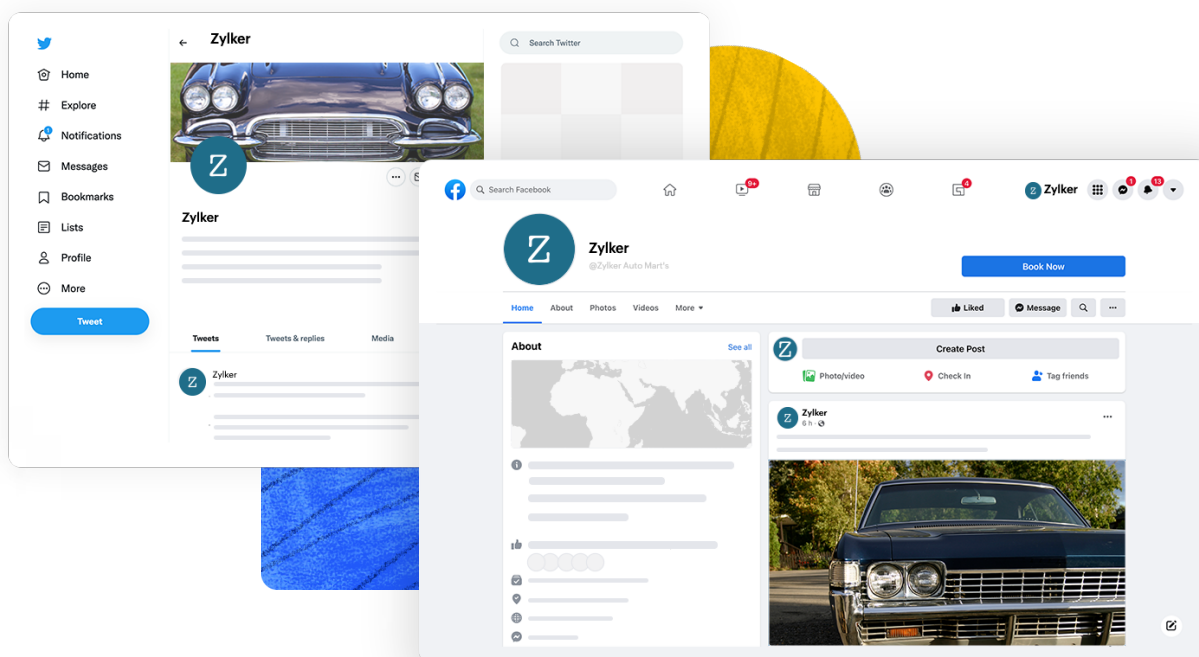 Zylker
Search Twitter
Home
Explore
1
Notifications
Messages
Bookmarks
Lists
Profile
More
Tweet
Z
Zylker
Tweets
Tweets & replies
Media
Z
Zylker
Search Facebook
9+
4
Z
Zylker
1
13
Z
Zylker
@Zylker Auto Mart's
Book Now
Home
About
Photos
Videos
More
Liked
Message
About
See all
Z
Create Post
Photo/video
Check In
Tag friends
Z
Zylker
6 h ·